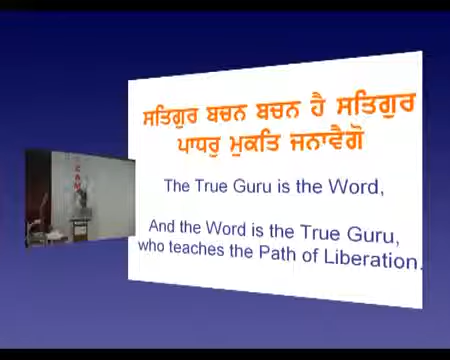 ਸਤਿਗੁਰ ਬਚਨ ਬਚਨ ਹੈ ਸਤਿਗੁਰ
ਪਾਧਰੁ ਮੁਕਤਿ ਜਨਾਵੈਗੋ
The True Guru is the Word,
And the Word is the True Guru,
who teaches the Path of Liberation.